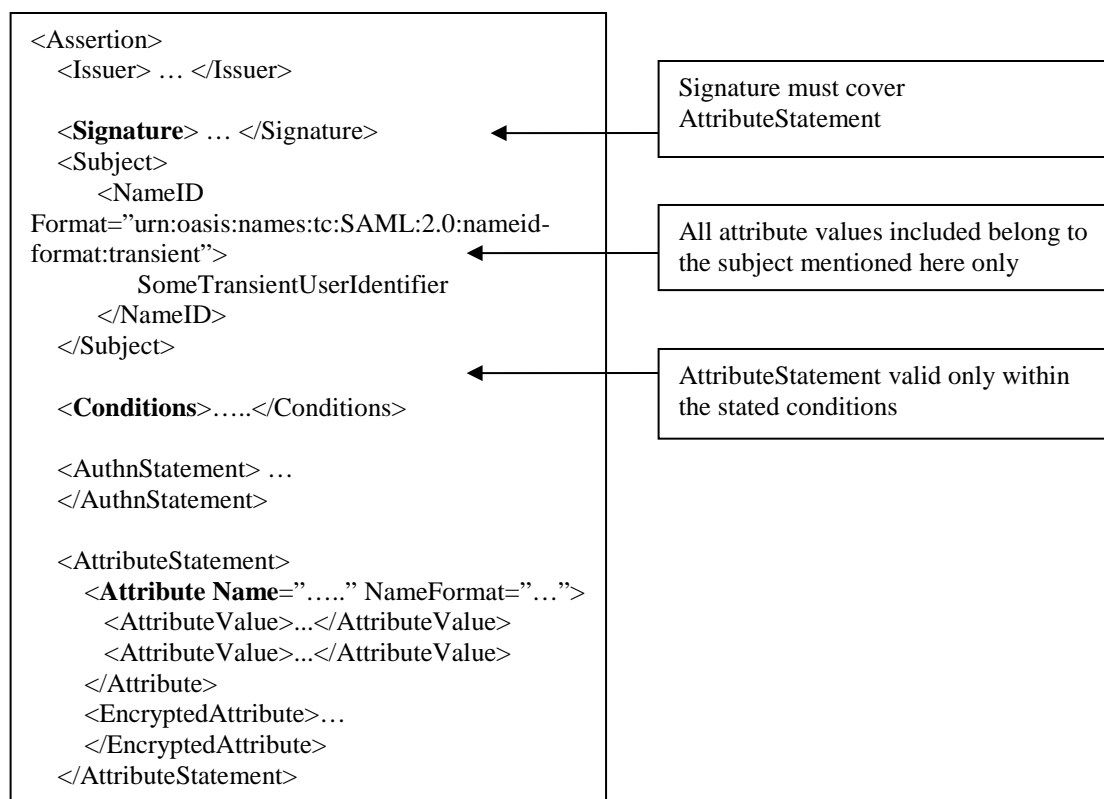 <Assertion>
<Issuer> … </Issuer>
<Signature> … </Signature>
<Subject>
<NameID
Format=”urn:oasis:names:tc:SAML:2.0:nameid-
format:transient”>
SomeTransientUserIdentifier
</NameID>
</Subject>
<Conditions>…..</Conditions>
<AuthnStatement> …
</AuthnStatement>
<AttributeStatement>
<Attribute Name=”…..” NameFormat=”…”>
<AttributeValue>...</AttributeValue>
<AttributeValue>...</AttributeValue>
</Attribute>
<EncryptedAttribute>…
</EncryptedAttribute>
</AttributeStatement>
Signature must cover
AttributeStatement
All attribute values included belong to
the subject mentioned here only
AttributeStatement valid only within
the stated conditions